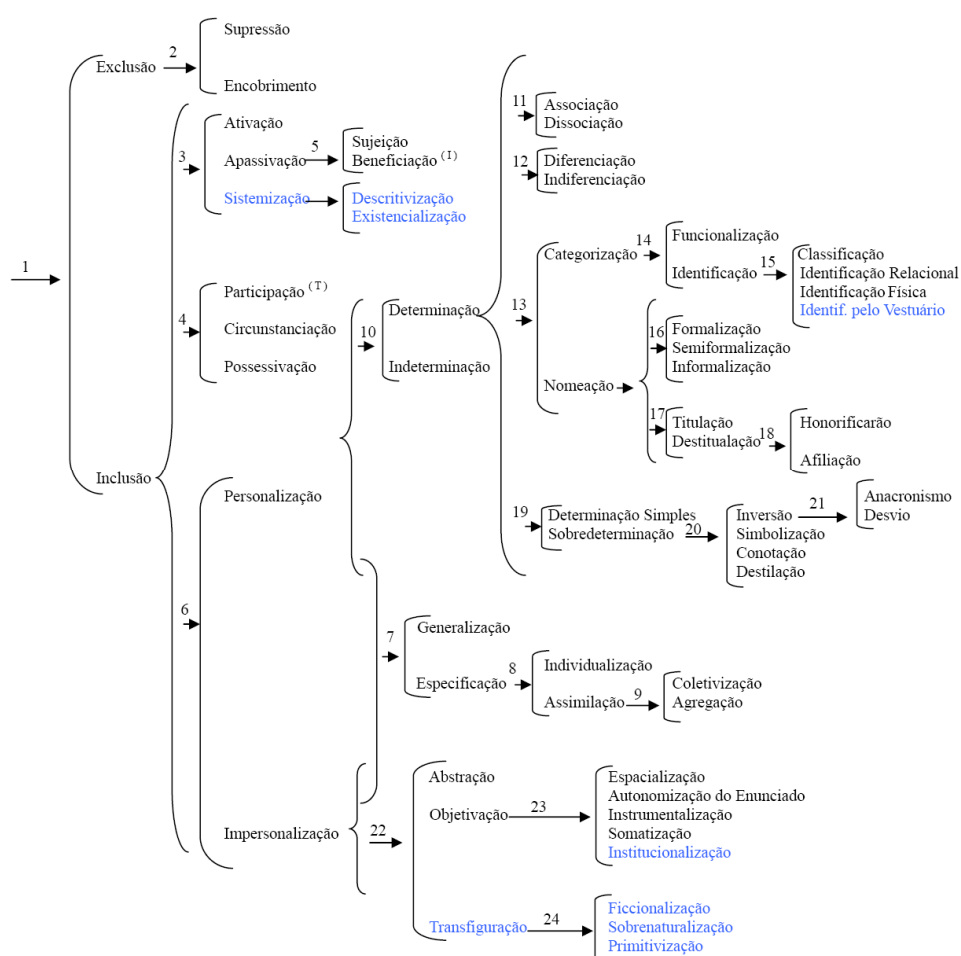 1
Exclusão
2
Supressão
Encobrimento
Inclusão
3
Ativação
Apassivação
5
Sujeição
Beneficiação (I)
Sistemização
Descritivização
Existencialização
4
Participação (T)
Circunstanciação
Possessivação
6
Personalização
10
Determinação
Indeterminação
11
Associação
Dissociação
12
Diferenciação
Indiferenciação
13
Categorização
14
Funcionalização
Identificação
15
Classificação
Identificação Relacional
Identificação Física
Identif. pelo Vestuário
Nomeação
16
Formalização
Semiformalização
Informalização
17
Titulação
Destitualação
18
Honorificarão
Afiliação
19
Determinação Simples
Sobredeterminação
20
Inversão
Simbolização
Conotação
Destilação
21
Anacronismo
Desvio
7
Generalização
Especificação
8
Individualização
Assimilação
9
Coletivização
Agregação
Impersonalização
22
Abstração
Objetivação
23
Espacialização
Autonomização do Enunciado
Instrumentalização
Somatização
Institucionalização
Transfiguração
24
Ficcionalização
Sobrenaturalização
Primitivização